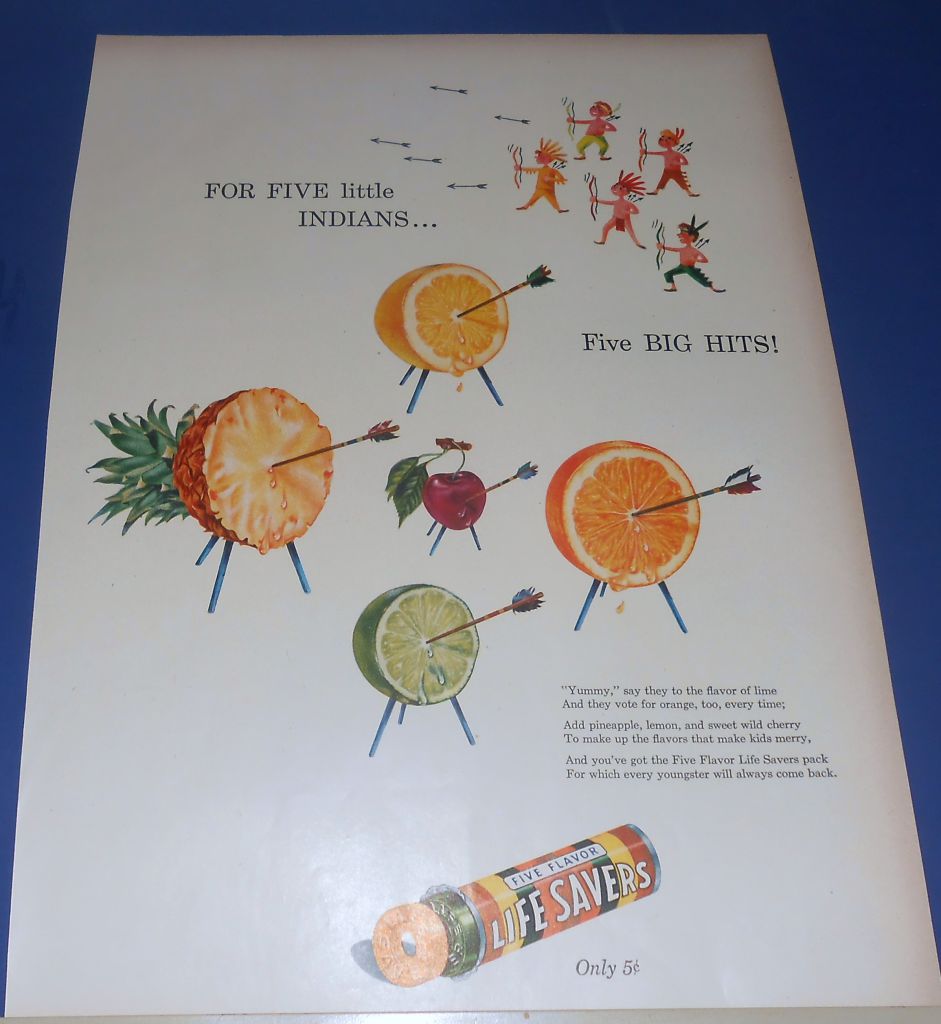 FOR FIVE little
INDIANS...
Five BIG HITS!
"Yummy," say they to the flavor of lime
And they vote for orange, too, every time;
Add pineapple, lemon, and sweet wild cherry
To make up the flavors that make kids merry,
And you've got the Five Flavor Life Savers pack
For which every youngster will always come back.
FIVE FLAVOR
LIFE SAVERS
Only 5¢